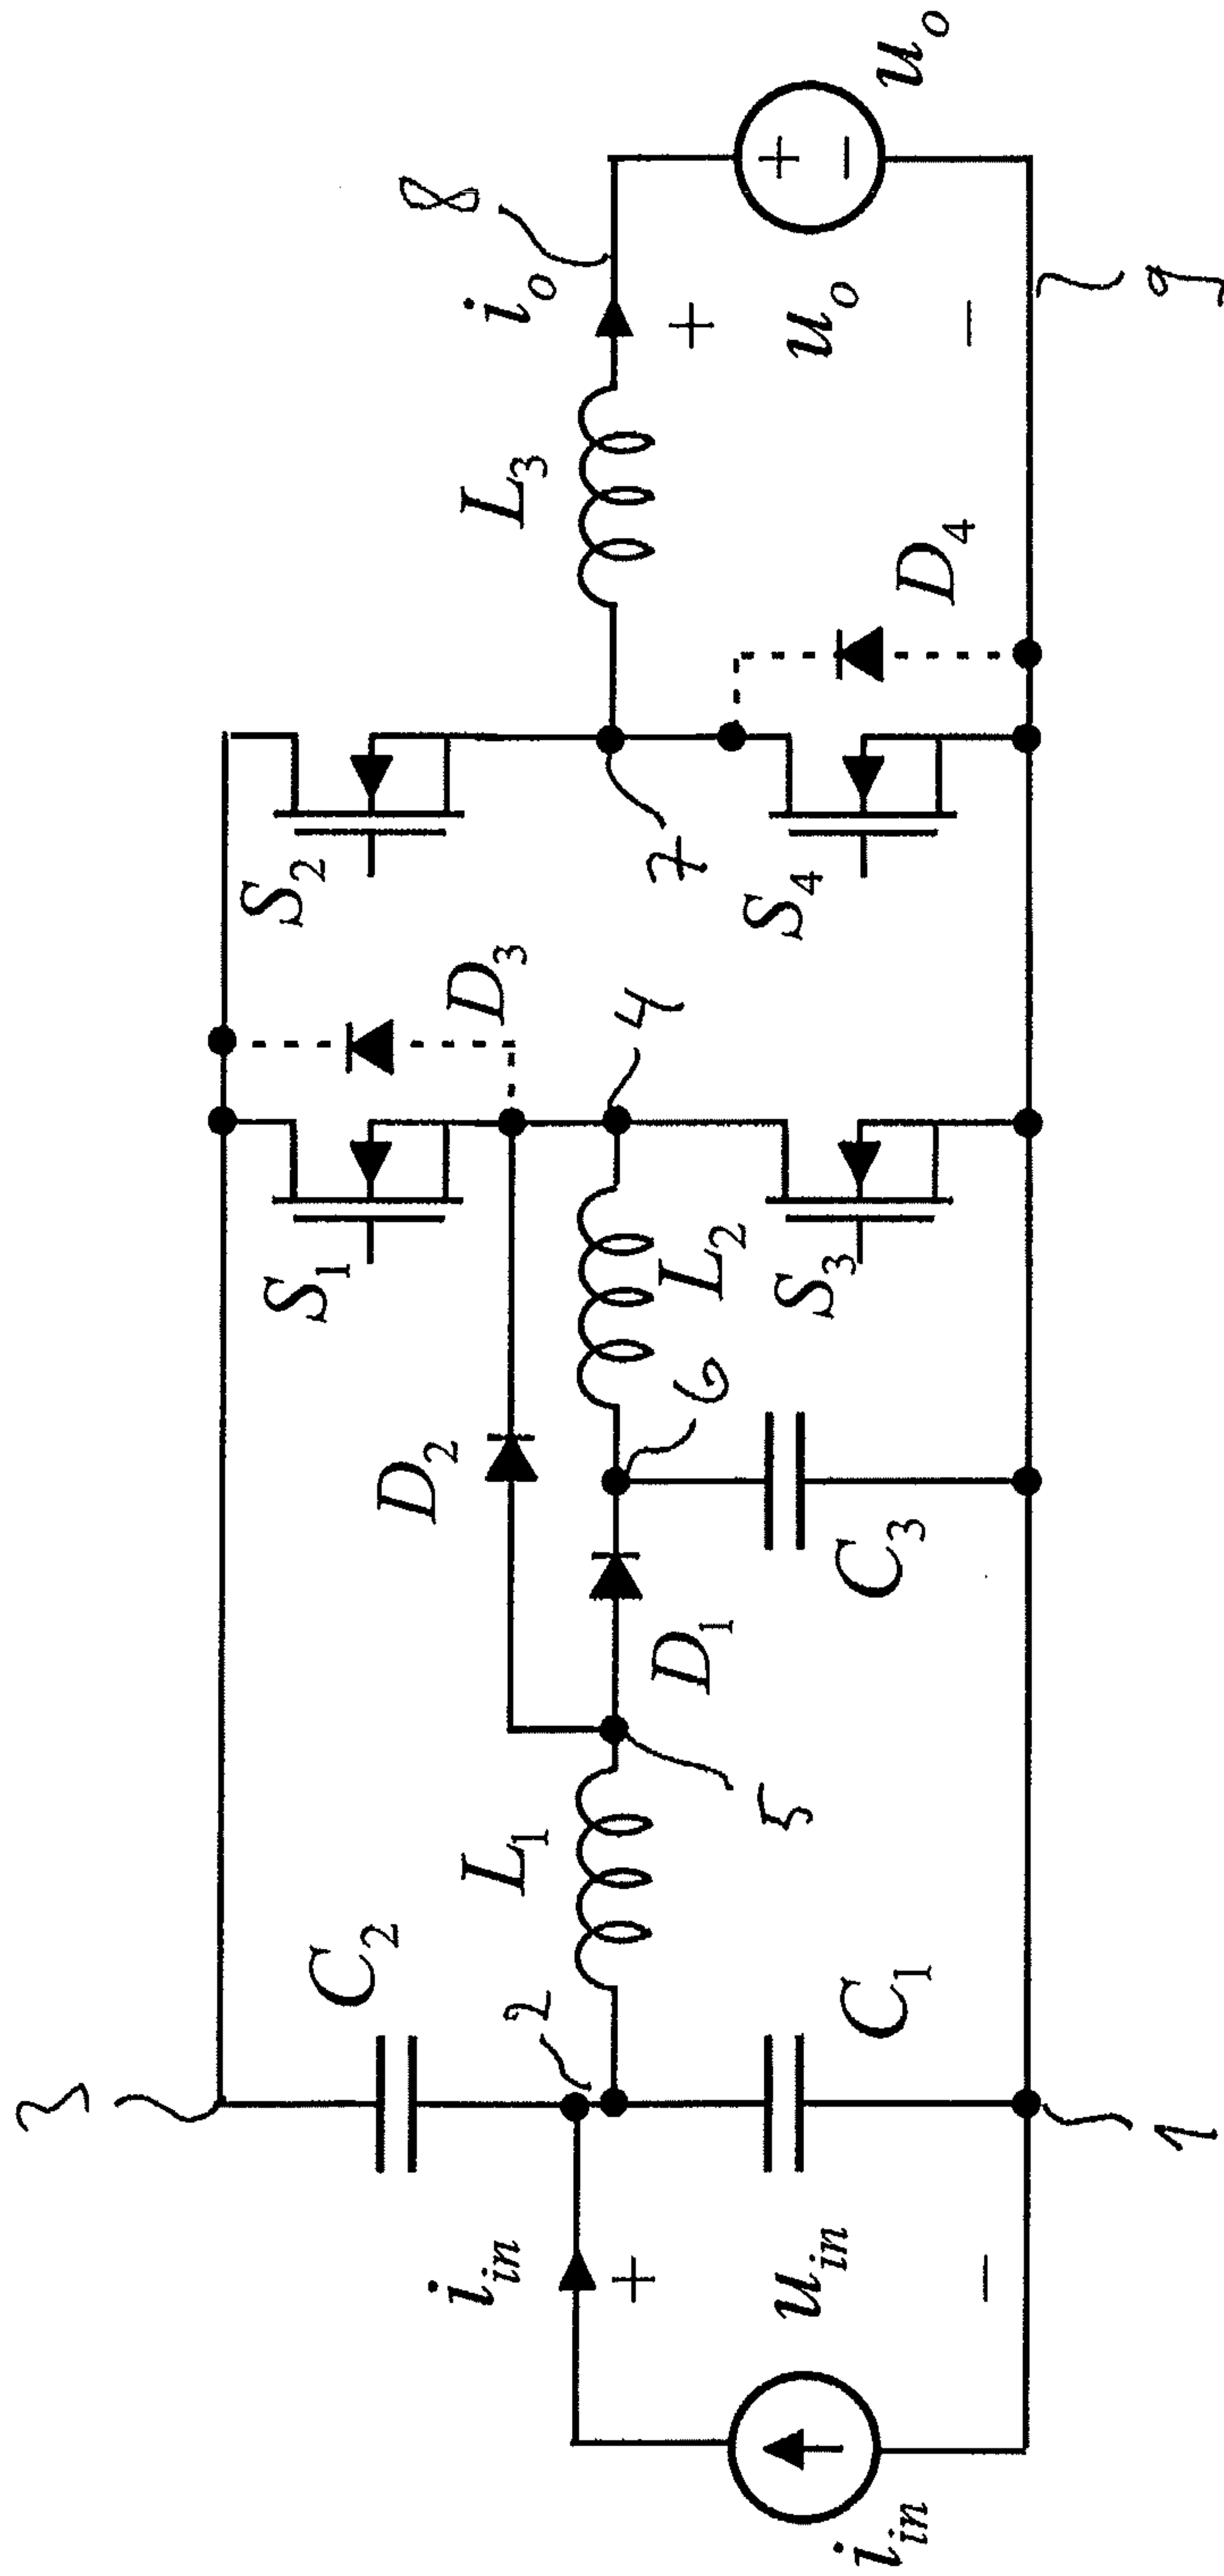 3
C2
S1
S2
D2
D3
8
iin
2
L1
L3
io
+
4
+
6
L2
7
D1
5
+
uin
S3
S4
uo
−
uo
iin
C1
C3
D4
−
−
1
9